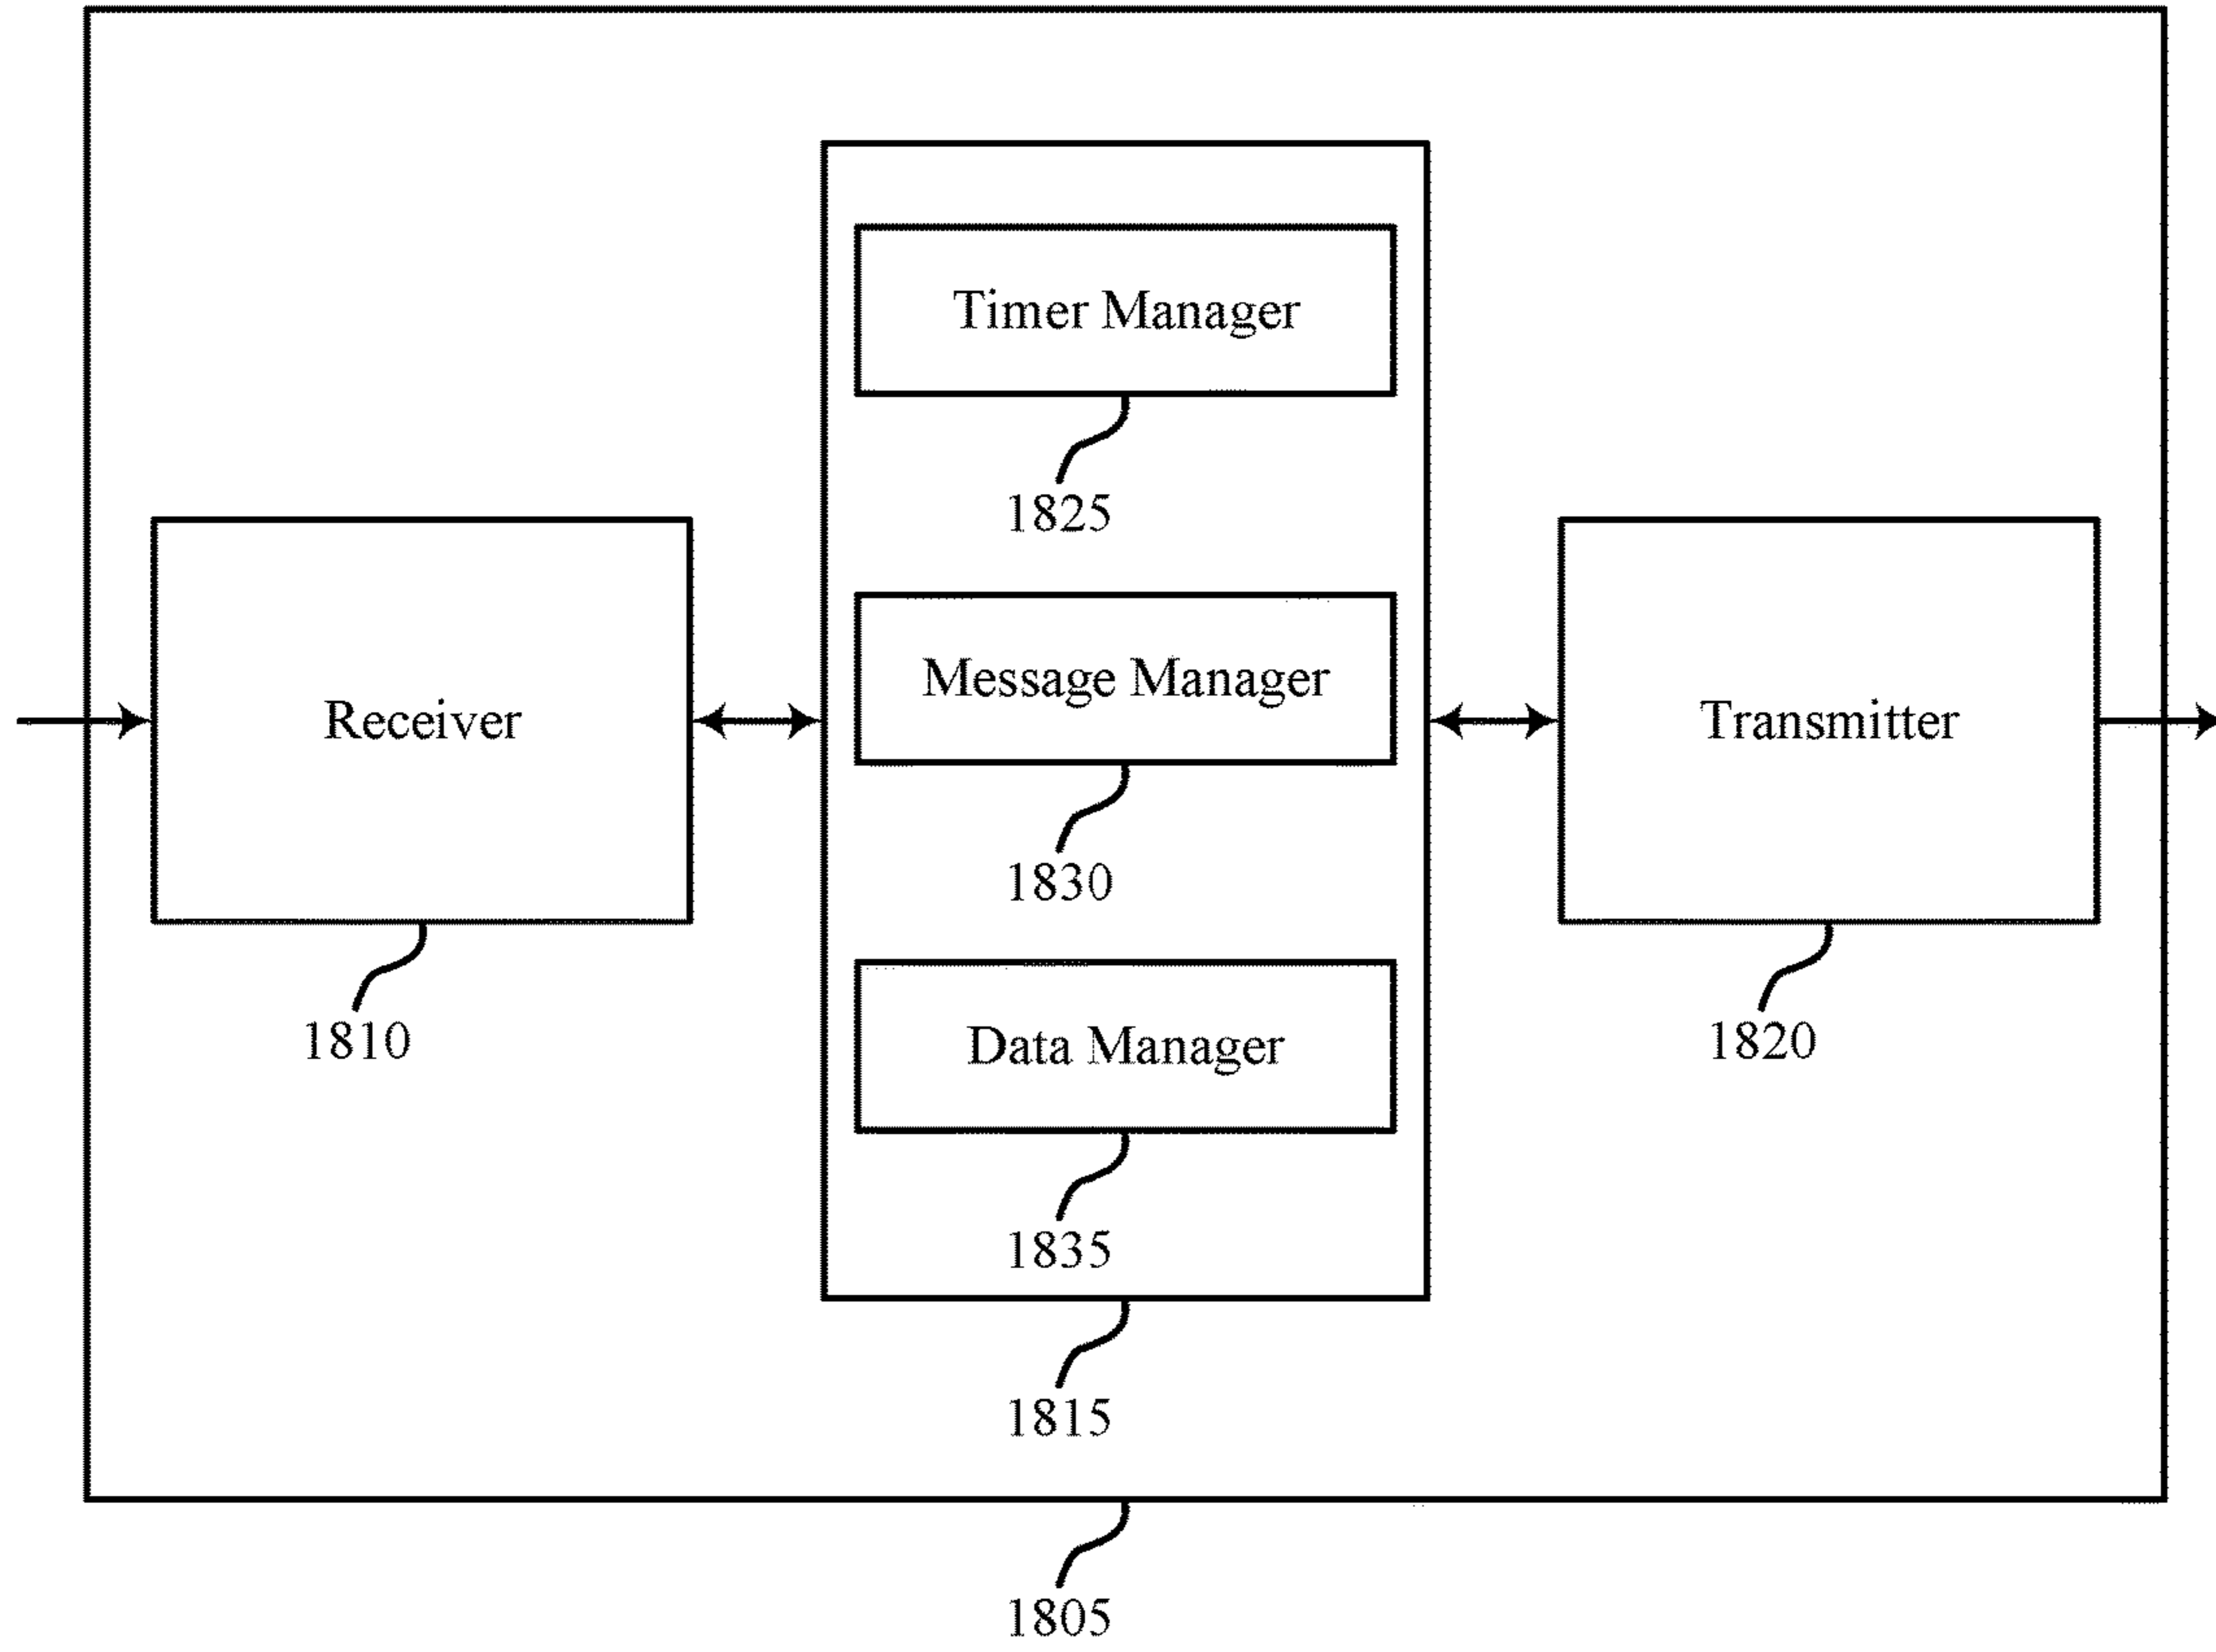 Timer Manager
1825
Receiver
1810
Message Manager
1830
Data Manager
1835
Transmitter
1820
1815
1805